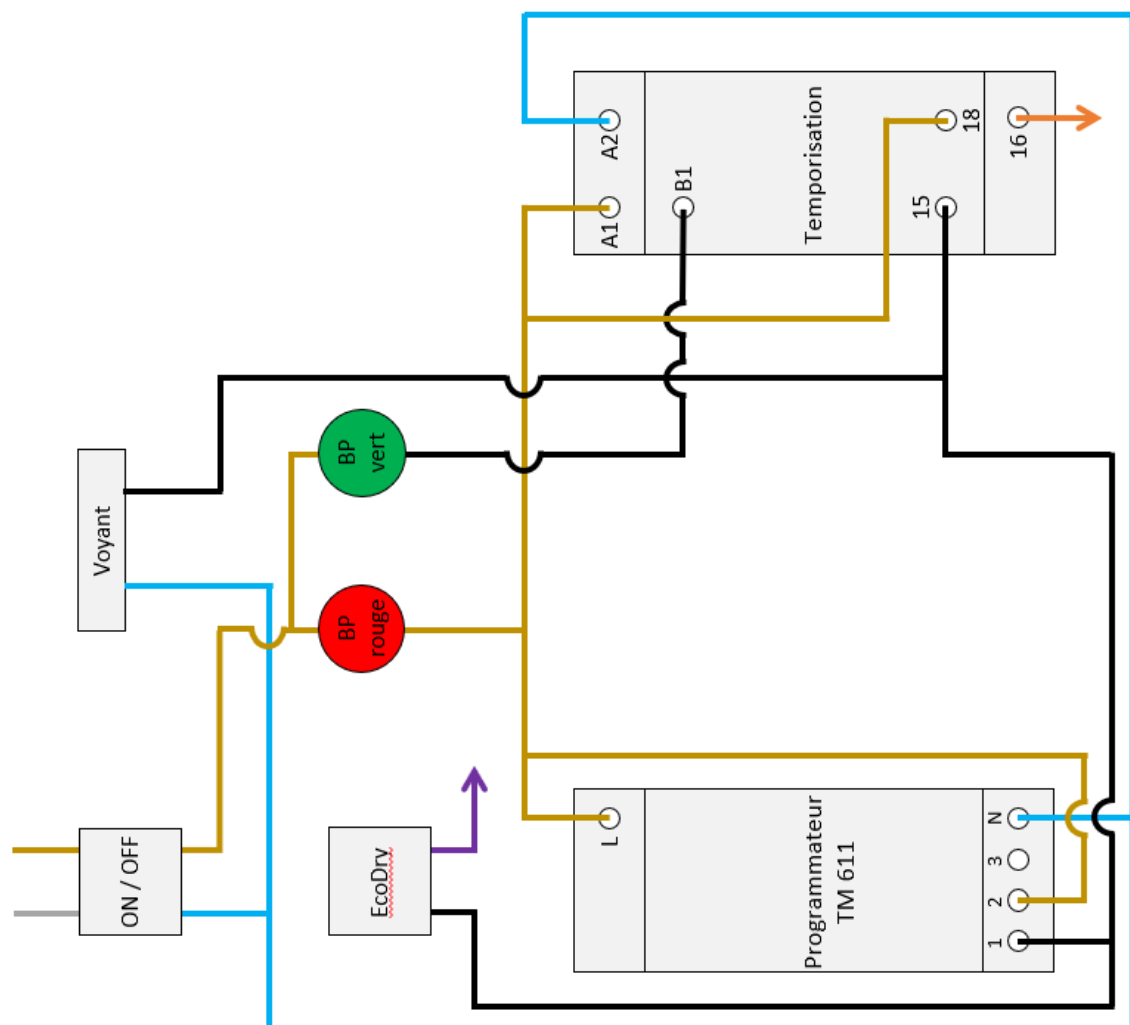 ON / OFF
Voyant
EcoDry
BP
rouge
BP
vert
L
Programmateur
TM 611
1 2 3 N
A1 A2
B1
Temporisation
15 18
16